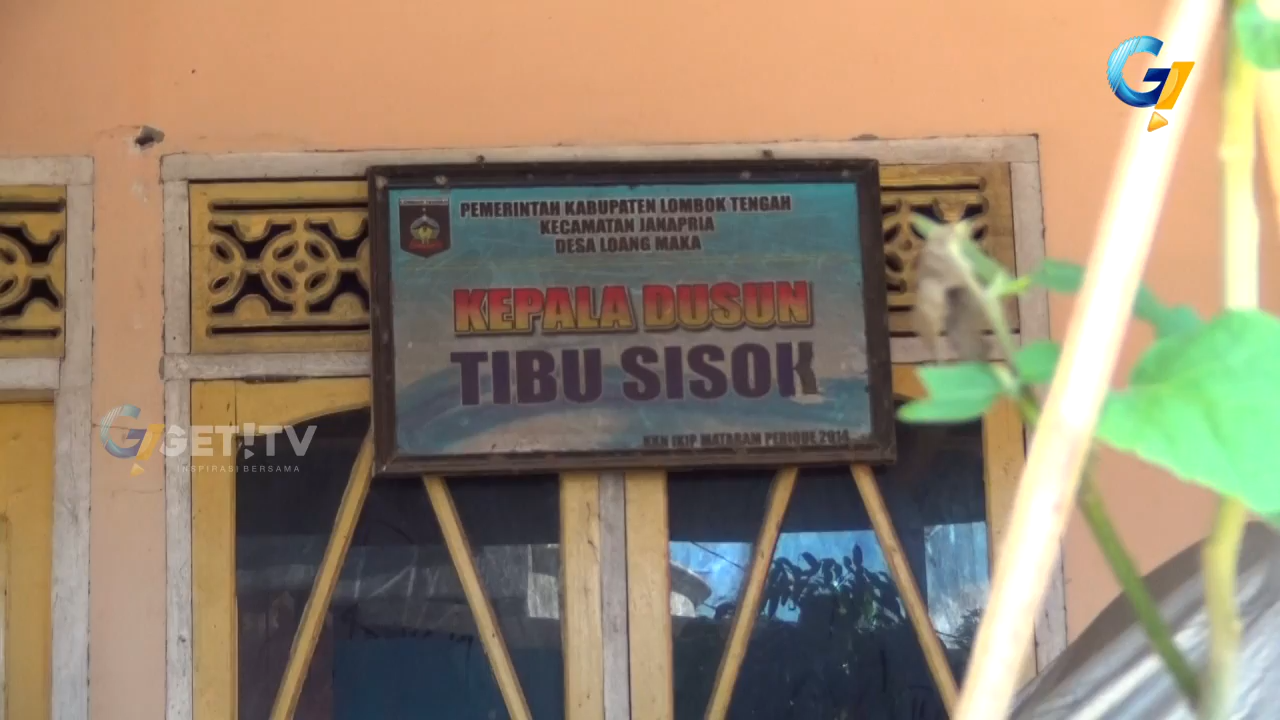 PEMERINTAH KABUPATEN LOMBOK TENGAH
KECAMATAN JANAPRIA
DESA LOANG MAKA
KEPALA DUSUN
TIBU SISOK
KKN IKIP MATARAM PERIODE 2014
GET!TV
INSPIRASI BERSAMA